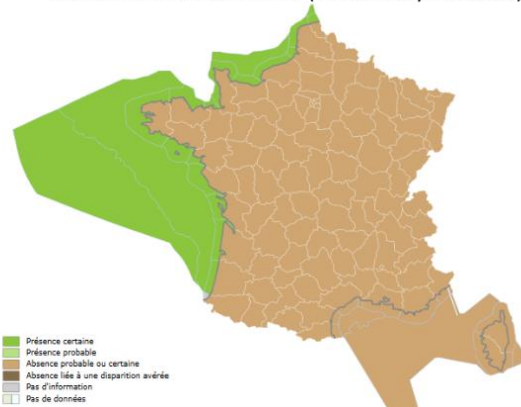 Présence certaine
Présence probable
Absence probable ou certaine
Absence liée à une disparition avérée
Pas d'information
Pas de données